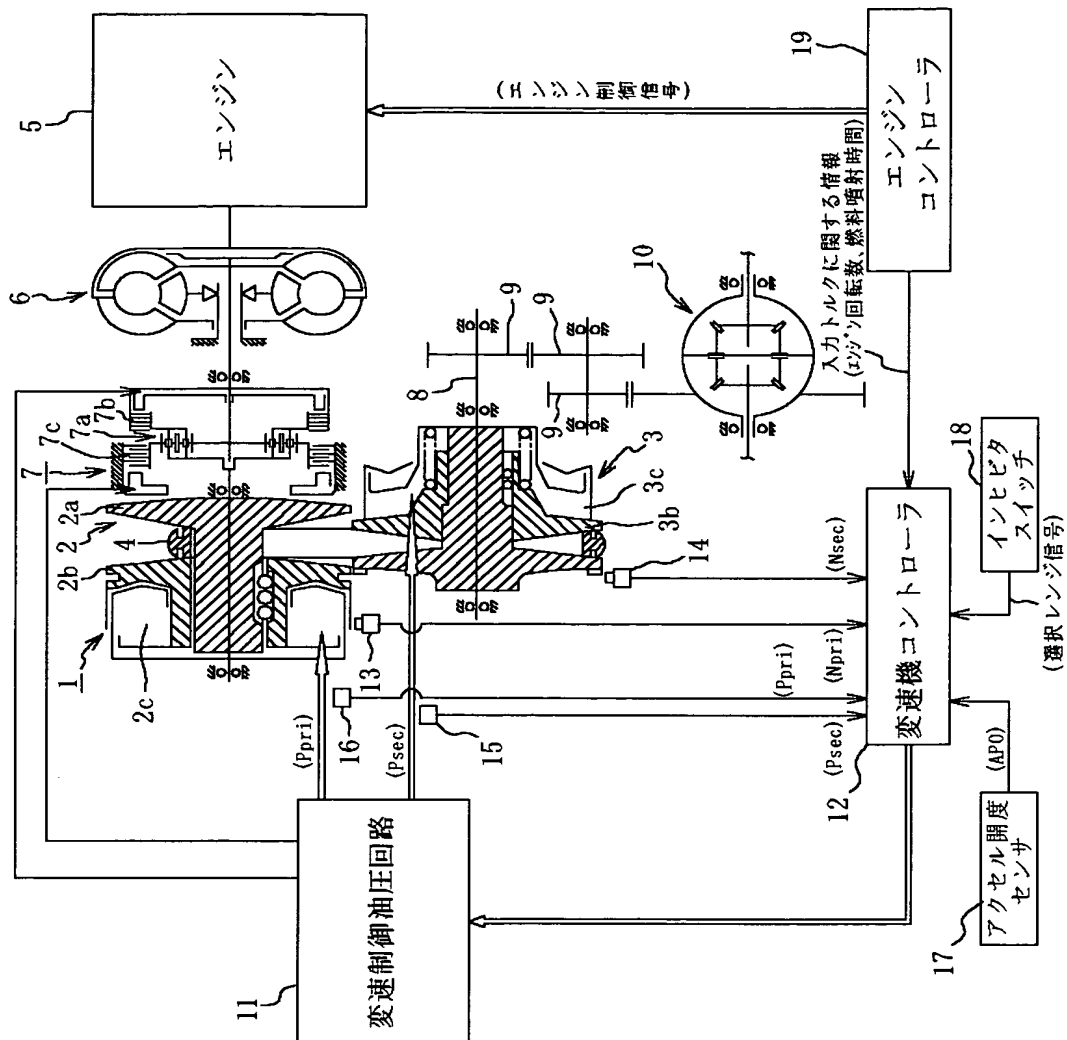 5
エンジン
6
(エンジン制御信号)
19
エンジン
コントローラ
入力トルクに関する情報
(エンジン回転数、燃料噴射時間)
10
9
9
9
8
7
7c
7a
7b
2
2a
4
2b
1
2c
3
3c
3b
14
13
16
15
(Ppri)
(Psec)
(Nsec)
(Npri)
(Ppri)
(Psec)
11
変速制御油圧回路
12
変速機コントローラ
18
インヒビタ
スイッチ
(選択レンジ信号)
(APO)
17
アクセル開度
センサ